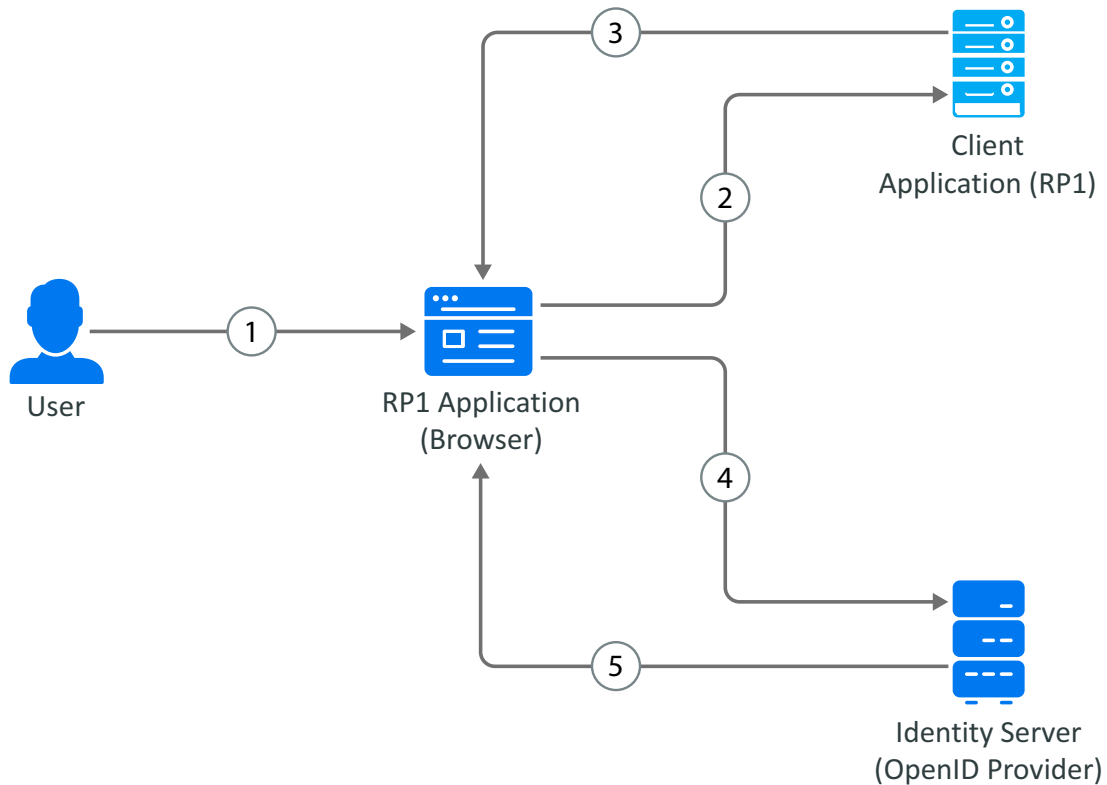 3
Client
Application (RP1)
2
1
User
RP1 Application
(Browser)
4
5
Identity Server
(OpenID Provider)